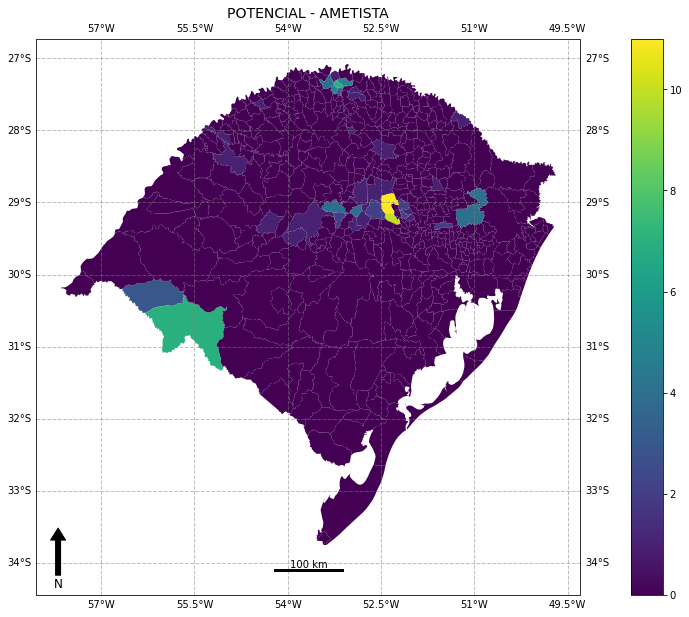 POTENCIAL - AMETISTA
57°W 55.5°W 54°W 52.5°W 51°W 49.5°W
27°S 27°S
28°S 28°S
29°S 29°S
30°S 30°S
31°S 31°S
32°S 32°S
33°S 33°S
34°S 34°S
57°W 55.5°W 54°W 52.5°W 51°W 49.5°W
N
100 km
10
8
6
4
2
0